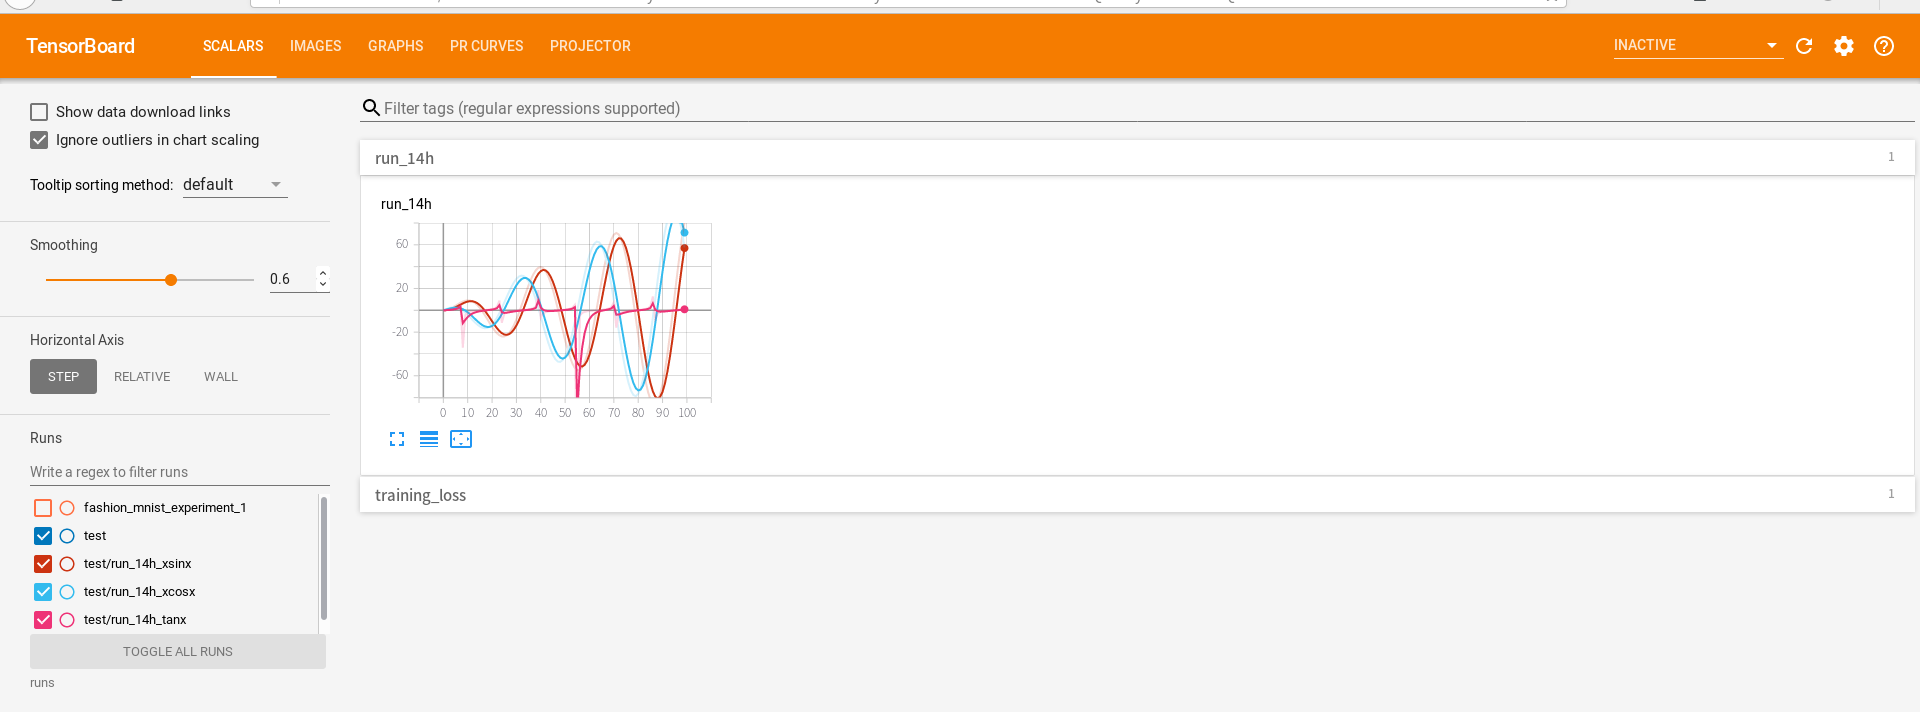 TensorBoard SCALARS IMAGES GRAPHS PR CURVES PROJECTOR INACTIVE
Show data download links
Ignore outliers in chart scaling
Tooltip sorting method: default
Smoothing
0.6
Horizontal Axis
STEP RELATIVE WALL
Runs
Write a regex to filter runs
fashion_mnist_experiment_1
test
test/run_14h_xsinx
test/run_14h_xcosx
test/run_14h_tanx
TOGGLE ALL RUNS
runs
Filter tags (regular expressions supported)
run_14h 1
run_14h
60
20
-20
-60
0 10 20 30 40 50 60 70 80 90 100
training_loss 1